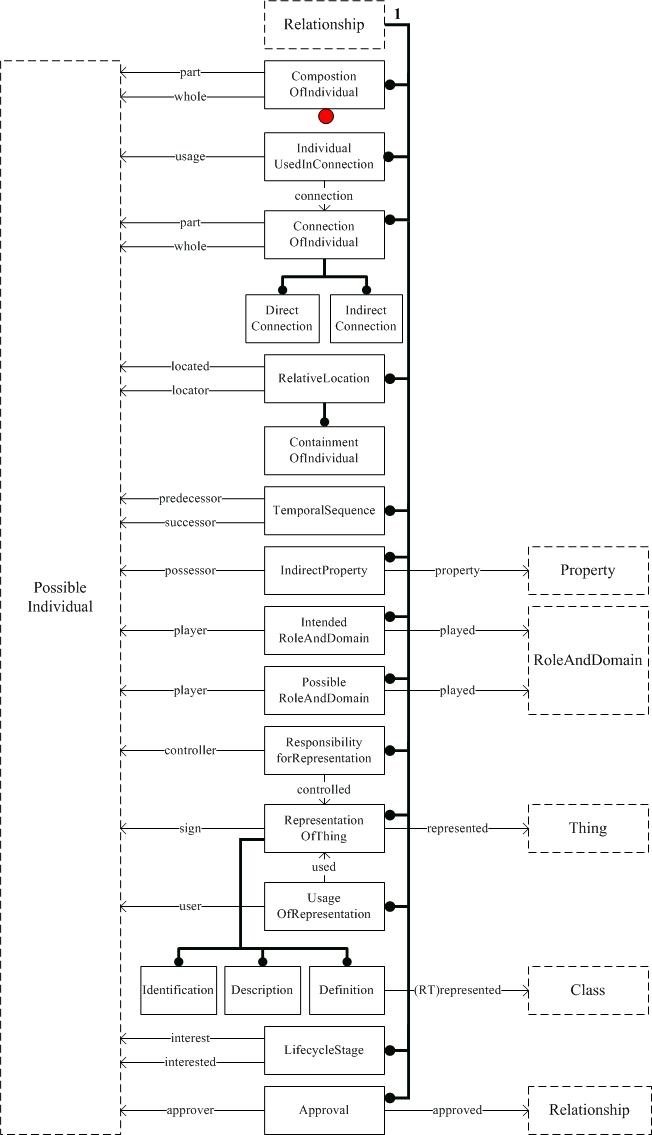 Relationship
1
part
Compostion
OfIndividual
whole
Individual
usage
UsedInConnection
connection
part
Connection
OfIndividual
whole
Direct
Connection
Indirect
Connection
located
RelativeLocation
locator
Containment
OfIndividual
predecessor
TemporalSequence
successor
possessor
IndirectProperty
property
Property
Possible
Individual
player
Intended
RoleAndDomain
played
RoleAndDomain
player
Possible
RoleAndDomain
played
controller
Responsibility
forRepresentation
controlled
sign
Representation
OfThing
represented
Thing
used
user
Usage
OfRepresentation
Identification
Description
Definition
(RT)represented
Class
interest
LifecycleStage
interested
approver
Approval
approved
Relationship